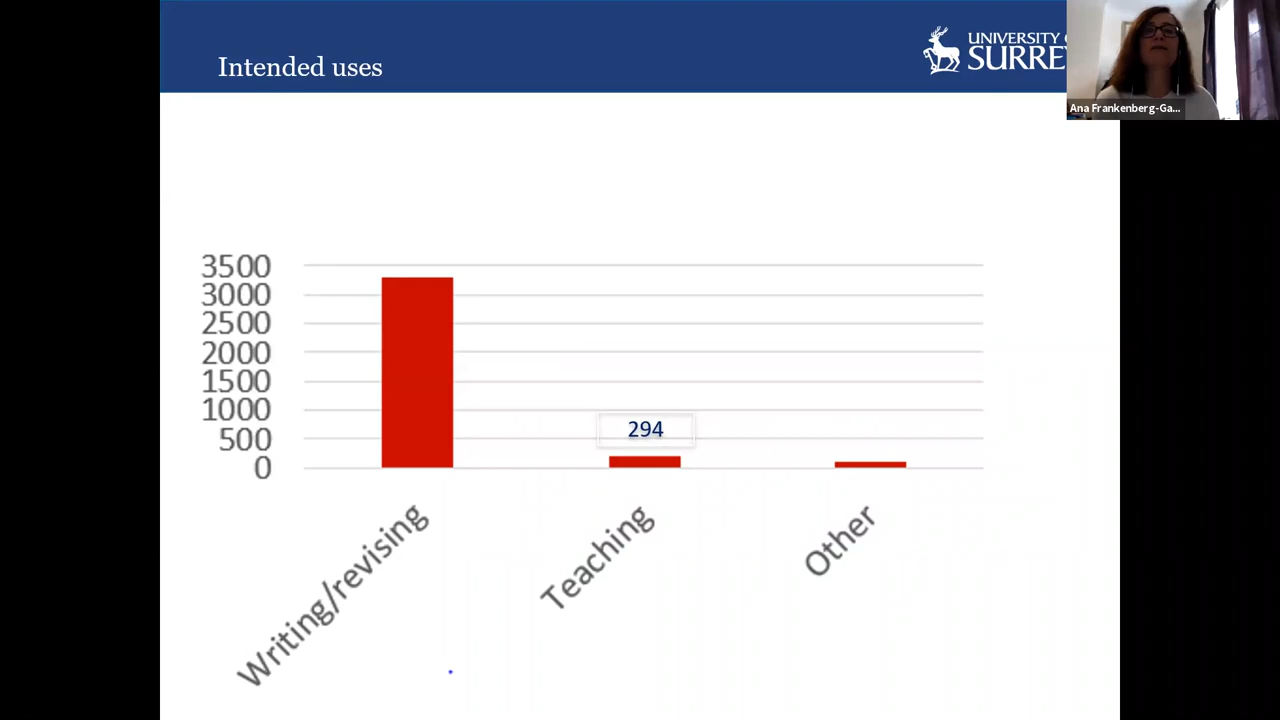 Intended uses
UNIVERSITY
SURREY
Ana Frankenberg-Ga...
3500
3000
2500
2000
1500
1000
500
0
294
Writing/revising
Teaching
Other